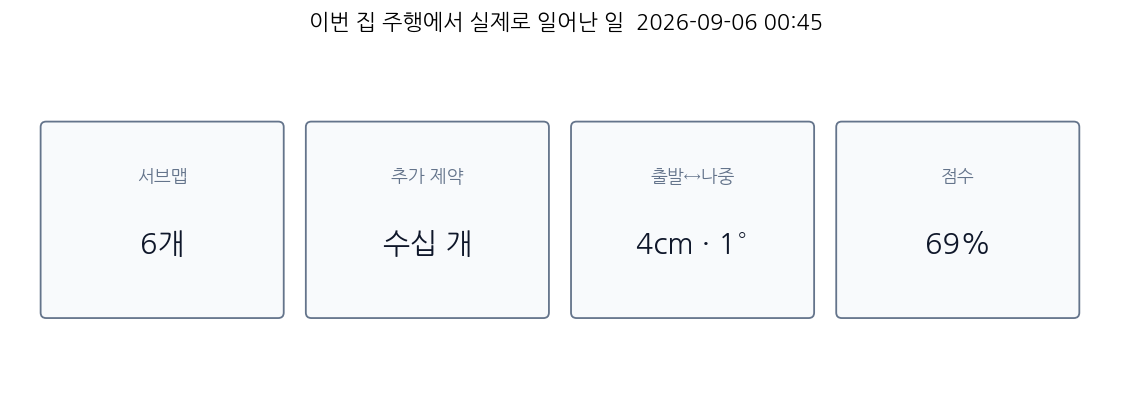 이번 집 주행에서 실제로 일어난 일  2026-09-06 00:45
서브맵
6개
추가 제약
수십 개
출발↔나중
4cm · 1°
점수
69%